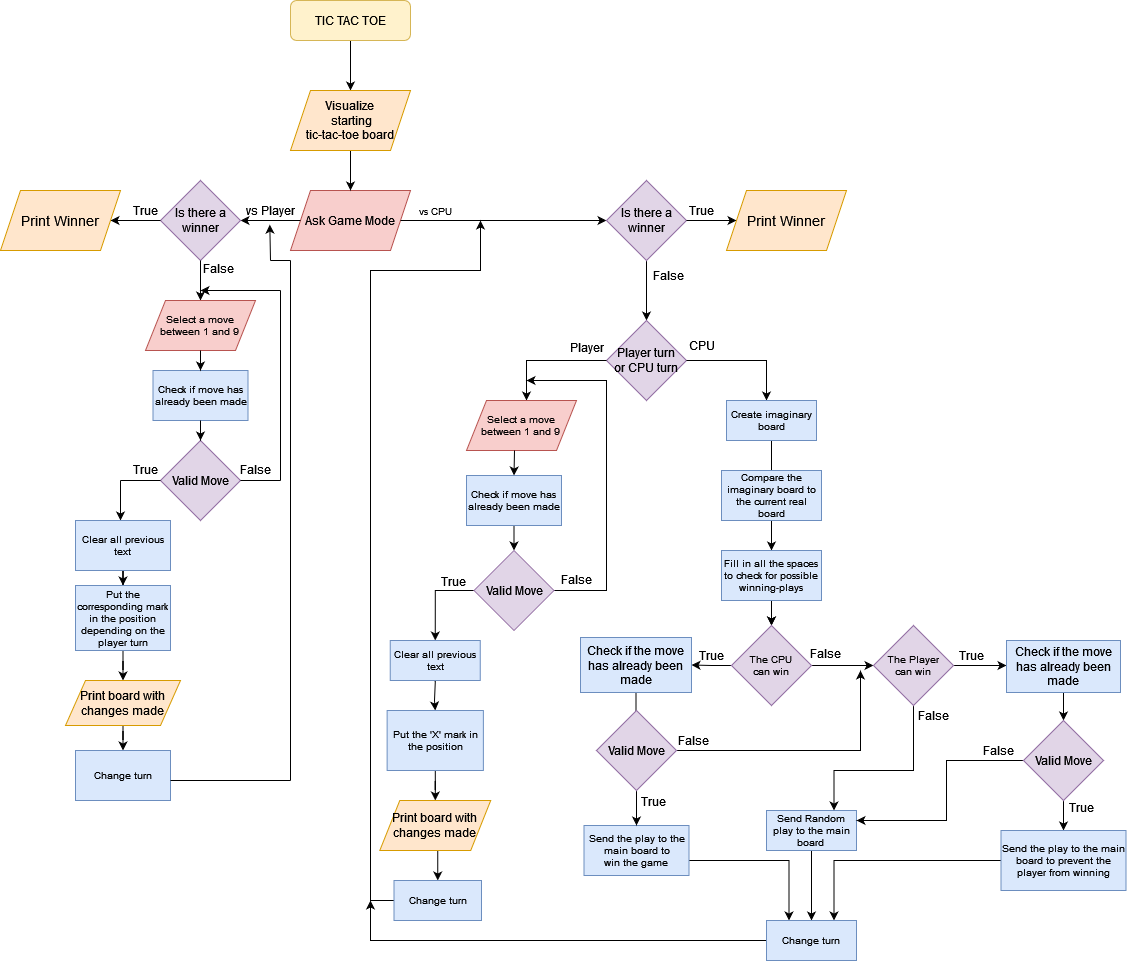 TIC TAC TOE
Visualize
starting
tic-tac-toe board
Print Winner
True
Is there a
winner
vs Player
Ask Game Mode
vs CPU
Is there a
winner
True
Print Winner
False
False
Select a move
between 1 and 9
Check if move has
already been made
True
Valid Move
False
Clear all previous
text
Put the
corresponding mark
in the position
depending on the
player turn
Print board with
changes made
Change turn
Player
Player turn
or CPU turn
CPU
Select a move
between 1 and 9
Check if move has
already been made
True
Valid Move
False
Clear all previous
text
Put the 'X' mark in
the position
Print board with
changes made
Change turn
Create imaginary
board
Compare the
imaginary board to
the current real
board
Fill in all the spaces
to check for possible
winning-plays
Check if the move
has already been
made
True
The CPU
can win
False
The Player
can win
True
Check if the move
has already been
made
False
Valid Move
False
True
Send the play to the
main board to
win the game
Send Random
play to the main
board
False
Valid Move
True
Send the play to the main
board to prevent the
player from winning
Change turn